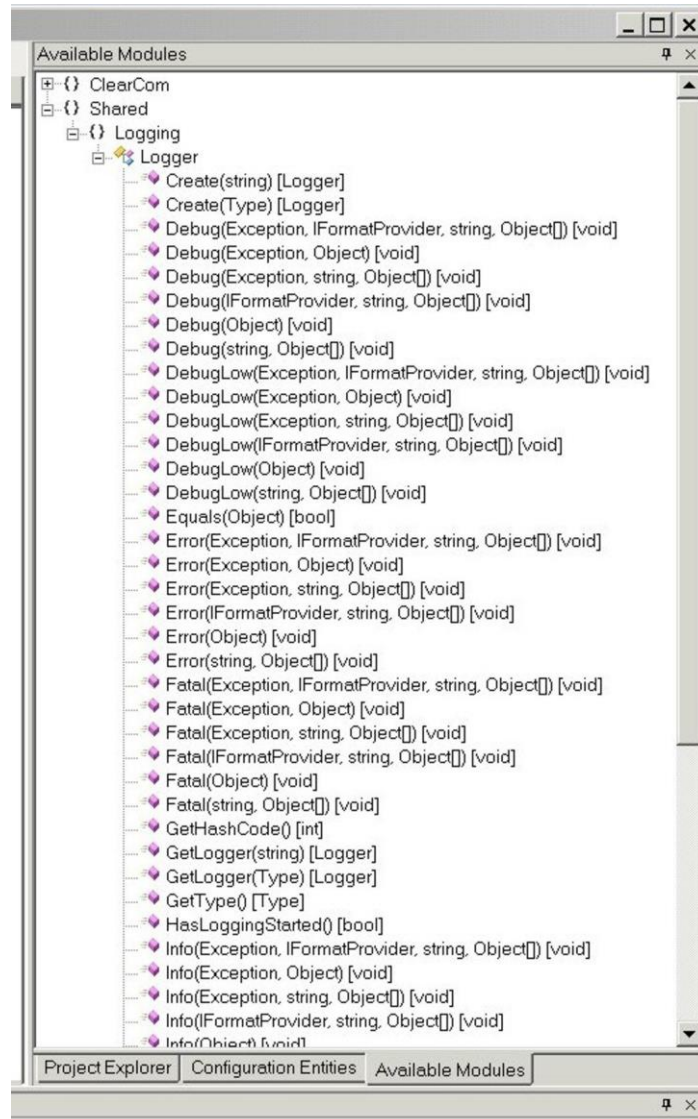 Available Modules
ClearCom
Shared
Logging
Logger
Create(string) [Logger]
Create(Type) [Logger]
Debug(Exception, IFormatProvider, string, Object[]) [void]
Debug(Exception, Object) [void]
Debug(Exception, string, Object[]) [void]
Debug(IFormatProvider, string, Object[]) [void]
Debug(Object) [void]
Debug(string, Object[]) [void]
DebugLow(Exception, IFormatProvider, string, Object[]) [void]
DebugLow(Exception, Object) [void]
DebugLow(Exception, string, Object[]) [void]
DebugLow(IFormatProvider, string, Object[]) [void]
DebugLow(Object) [void]
DebugLow(string, Object[]) [void]
Equals(Object) [bool]
Error(Exception, IFormatProvider, string, Object[]) [void]
Error(Exception, Object) [void]
Error(Exception, string, Object[]) [void]
Error(IFormatProvider, string, Object[]) [void]
Error(Object) [void]
Error(string, Object[]) [void]
Fatal(Exception, IFormatProvider, string, Object[]) [void]
Fatal(Exception, Object) [void]
Fatal(Exception, string, Object[]) [void]
Fatal(IFormatProvider, string, Object[]) [void]
Fatal(Object) [void]
Fatal(string, Object[]) [void]
GetHashCode() [int]
GetLogger(string) [Logger]
GetLogger(Type) [Logger]
GetType() [Type]
HasLoggingStarted() [bool]
Info(Exception, IFormatProvider, string, Object[]) [void]
Info(Exception, Object) [void]
Info(Exception, string, Object[]) [void]
Info(IFormatProvider, string, Object[]) [void]
Info(Object) [void]
Project Explorer Configuration Entities Available Modules